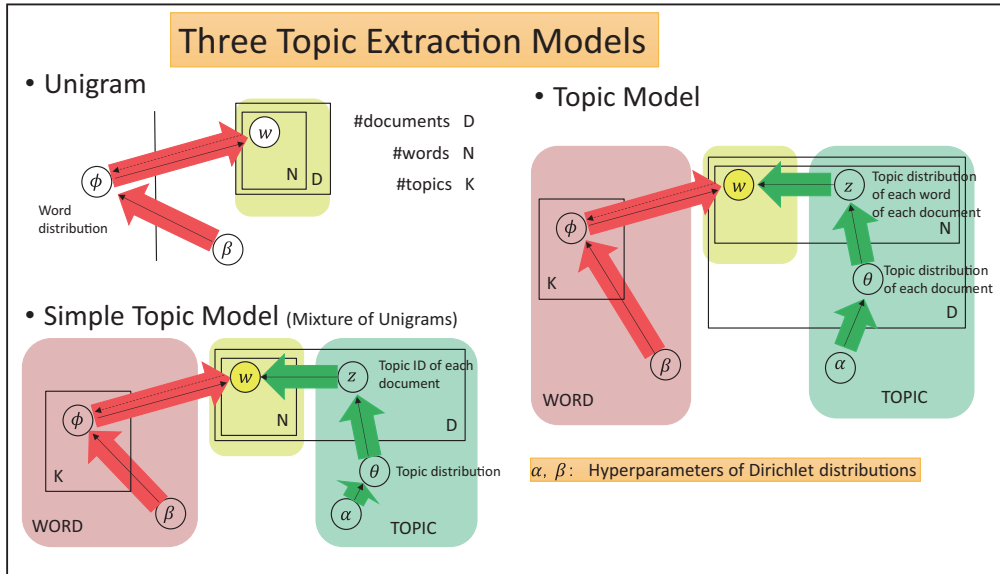 Three Topic Extraction Models
• Unigram
w
N
D
ϕ
Word
distribution
β
#documents D
#words N
#topics K
• Simple Topic Model (Mixture of Unigrams)
w
z
Topic ID of each
document
N
D
ϕ
K
θ
Topic distribution
β
α
WORD
TOPIC
• Topic Model
w
z
Topic distribution
of each word
of each document
N
ϕ
K
θ
Topic distribution
of each document
D
β
α
WORD
TOPIC
α, β: Hyperparameters of Dirichlet distributions